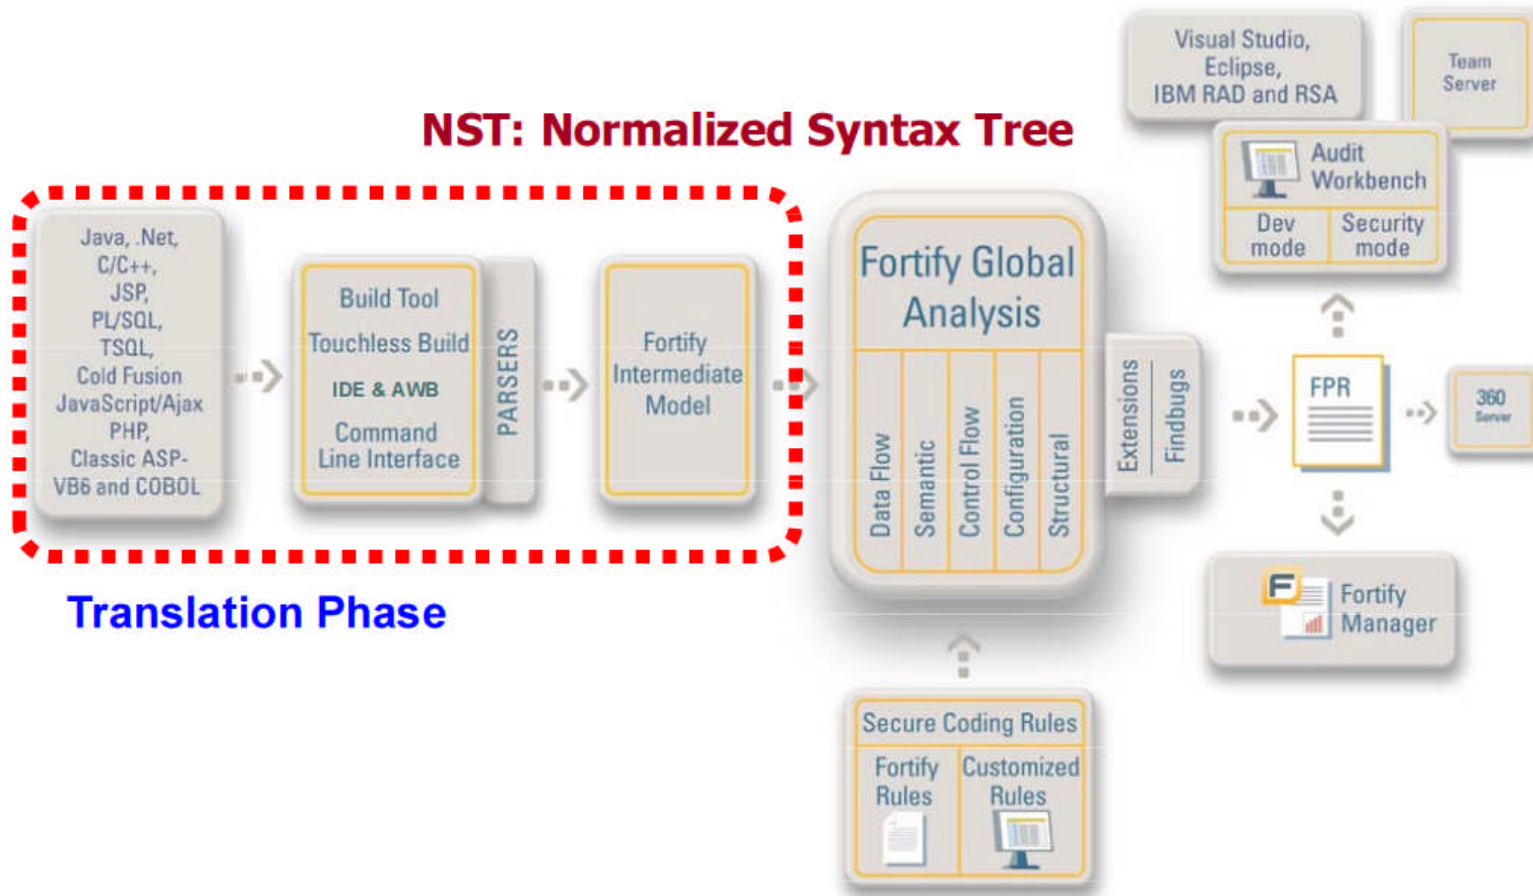 NST: Normalized Syntax Tree
Java, .Net,
C/C++,
JSP,
PL/SQL,
TSQL,
Cold Fusion
JavaScript/Ajax
PHP,
Classic ASP-
VB6 and COBOL
Build Tool
Touchless Build
IDE & AWB
Command
Line Interface
PARSERS
Fortify
Intermediate
Model
Translation Phase
Fortify Global
Analysis
Data Flow
Semantic
Control Flow
Configuration
Structural
Extensions
Findbugs
Secure Coding Rules
Fortify
Rules
Customized
Rules
Visual Studio,
Eclipse,
IBM RAD and RSA
Team
Server
Audit
Workbench
Dev
mode
Security
mode
FPR
360
Server
F
Fortify
Manager